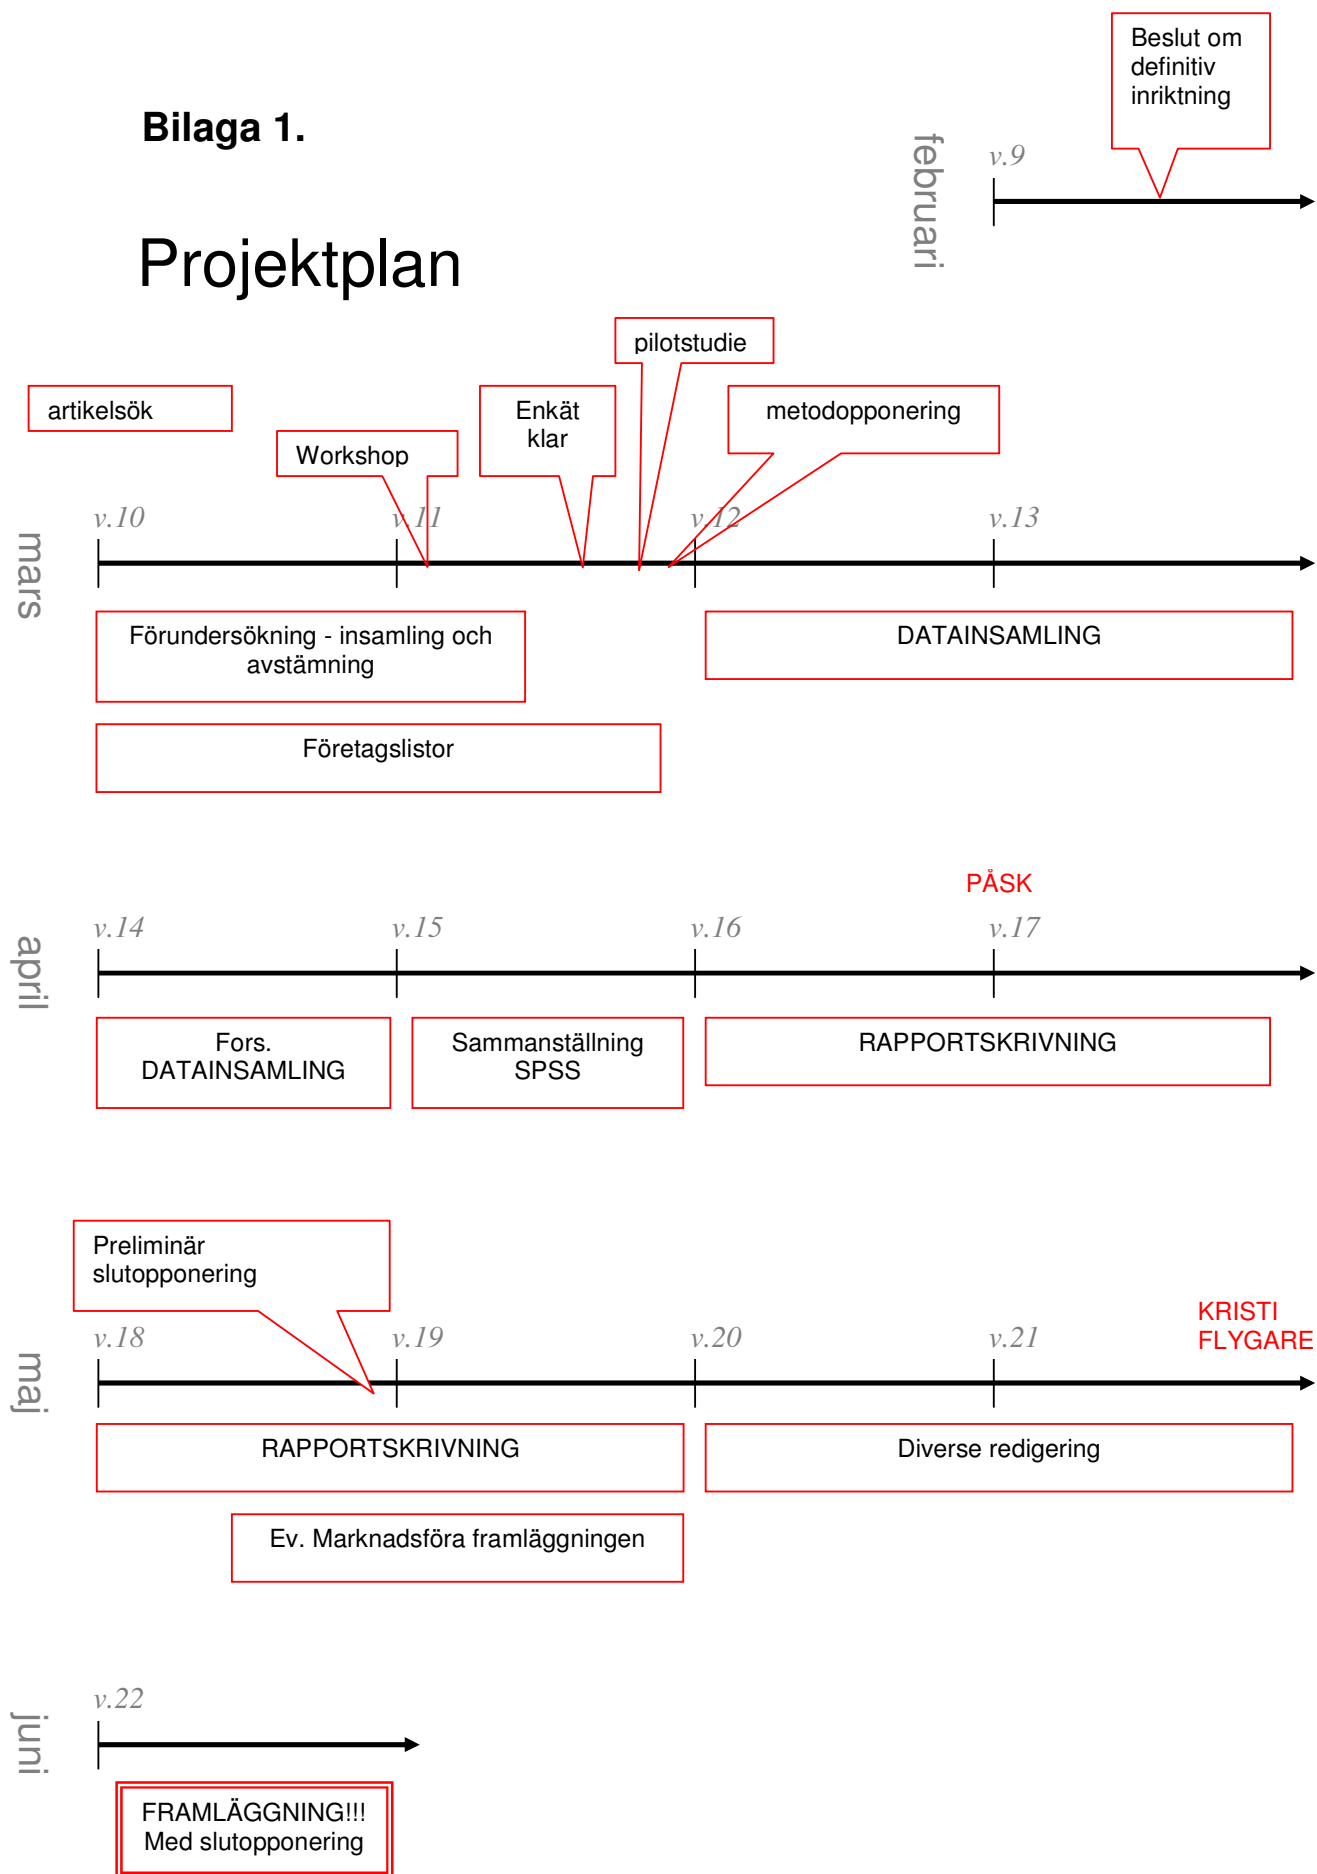 Beslut om
definitiv
inriktning
Bilaga 1.
februari
v.9
Projektplan
pilotstudie
artikelsök
Enkät
klar
metodopponering
Workshop
mars
v.10
v.11
v.12
v.13
Förundersökning - insamling och
avstämning
DATAINSAMLING
Företagslistor
PÅSK
april
v.14
v.15
v.16
v.17
Fors.
DATAINSAMLING
Sammanställning
SPSS
RAPPORTSKRIVNING
Preliminär
slutopponering
KRISTI
FLYGARE
maj
v.18
v.19
v.20
v.21
RAPPORTSKRIVNING
Diverse redigering
Ev. Marknadsföra framläggningen
juni
v.22
FRAMLÄGGNING!!!
Med slutopponering